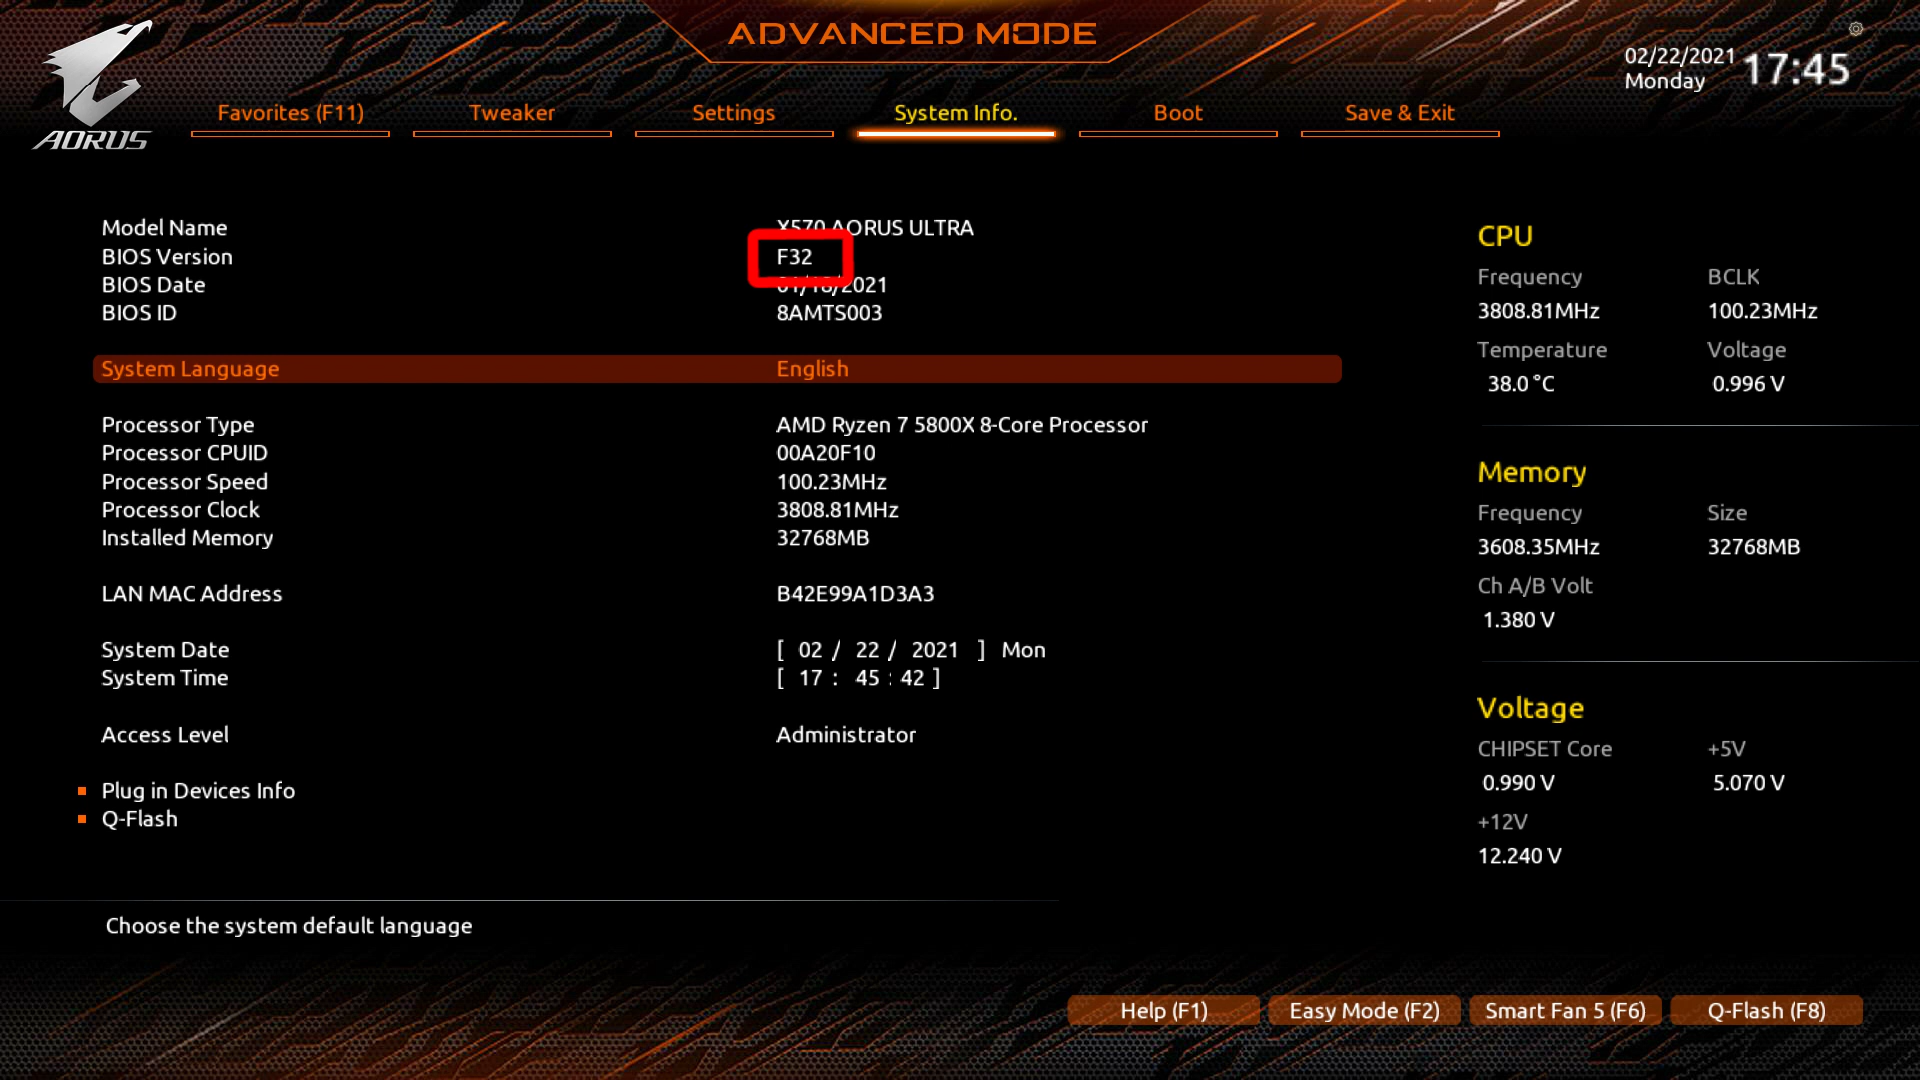 ADVANCED MODE
02/22/2021
Monday
17:45
AORUS
Favorites (F11)
Tweaker
Settings
System Info.
Boot
Save & Exit
Model Name X570 AORUS ULTRA
BIOS Version F32
BIOS Date 01/18/2021
BIOS ID 8AMTS003
System Language English
Processor Type AMD Ryzen 7 5800X 8-Core Processor
Processor CPUID 00A20F10
Processor Speed 100.23MHz
Processor Clock 3808.81MHz
Installed Memory 32768MB
LAN MAC Address B42E99A1D3A3
System Date [ 02 / 22 / 2021 ] Mon
System Time [ 17 : 45 : 42 ]
Access Level Administrator
Plug in Devices Info
Q-Flash
Choose the system default language
CPU
Frequency BCLK
3808.81MHz 100.23MHz
Temperature Voltage
38.0 °C 0.996 V
Memory
Frequency Size
3608.35MHz 32768MB
Ch A/B Volt
1.380 V
Voltage
CHIPSET Core +5V
0.990 V 5.070 V
+12V
12.240 V
Help (F1)
Easy Mode (F2)
Smart Fan 5 (F6)
Q-Flash (F8)